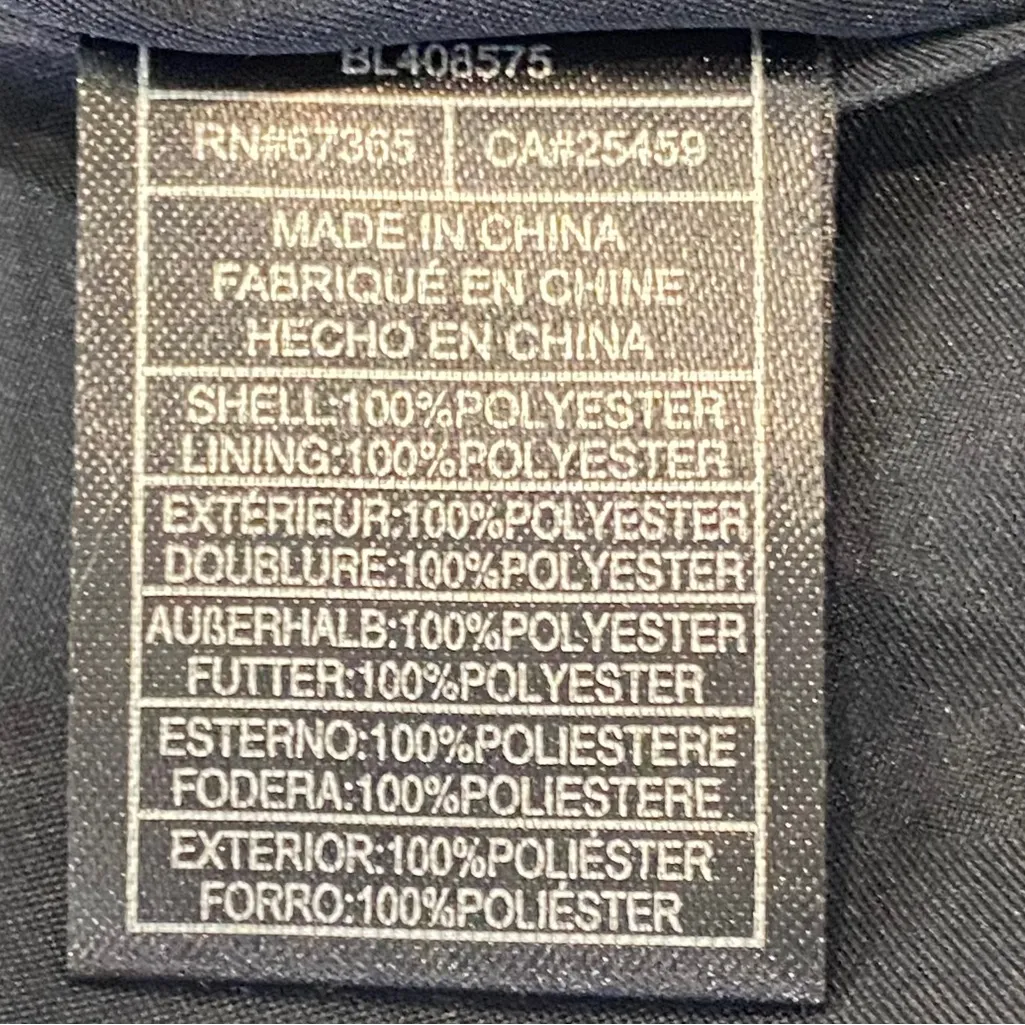 BL408575
RN#67365 CA#25459
MADE IN CHINA
FABRIQUÉ EN CHINE
HECHO EN CHINA
SHELL:100%POLYESTER
LINING:100%POLYESTER
EXTÉRIEUR:100%POLYESTER
DOUBLURE:100%POLYESTER
AUßERHALB:100%POLYESTER
FUTTER:100%POLYESTER
ESTERNO:100%POLIESTERE
FODERA:100%POLIESTERE
EXTERIOR:100%POLIÉSTER
FORRO:100%POLIÉSTER